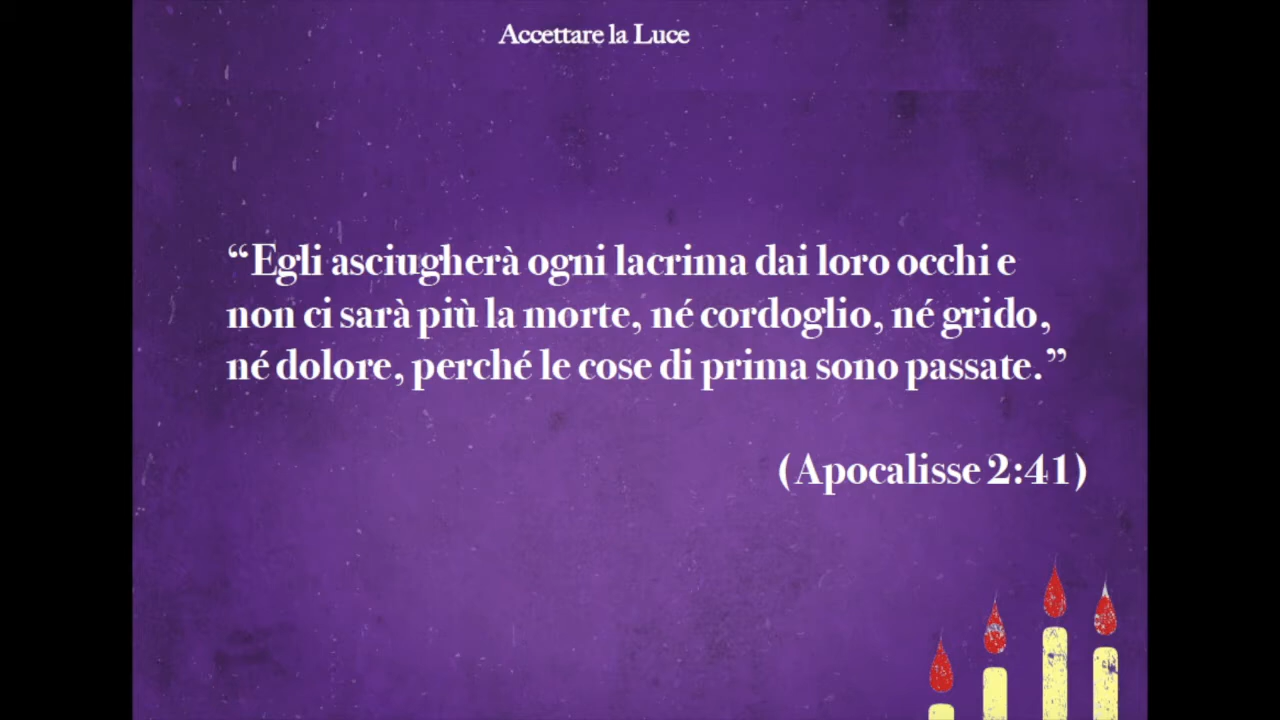 Accettare la Luce
“Egli asciugherà ogni lacrima dai loro occhi e
non ci sarà più la morte, né cordoglio, né grido,
né dolore, perché le cose di prima sono passate.”
(Apocalisse 2:41)